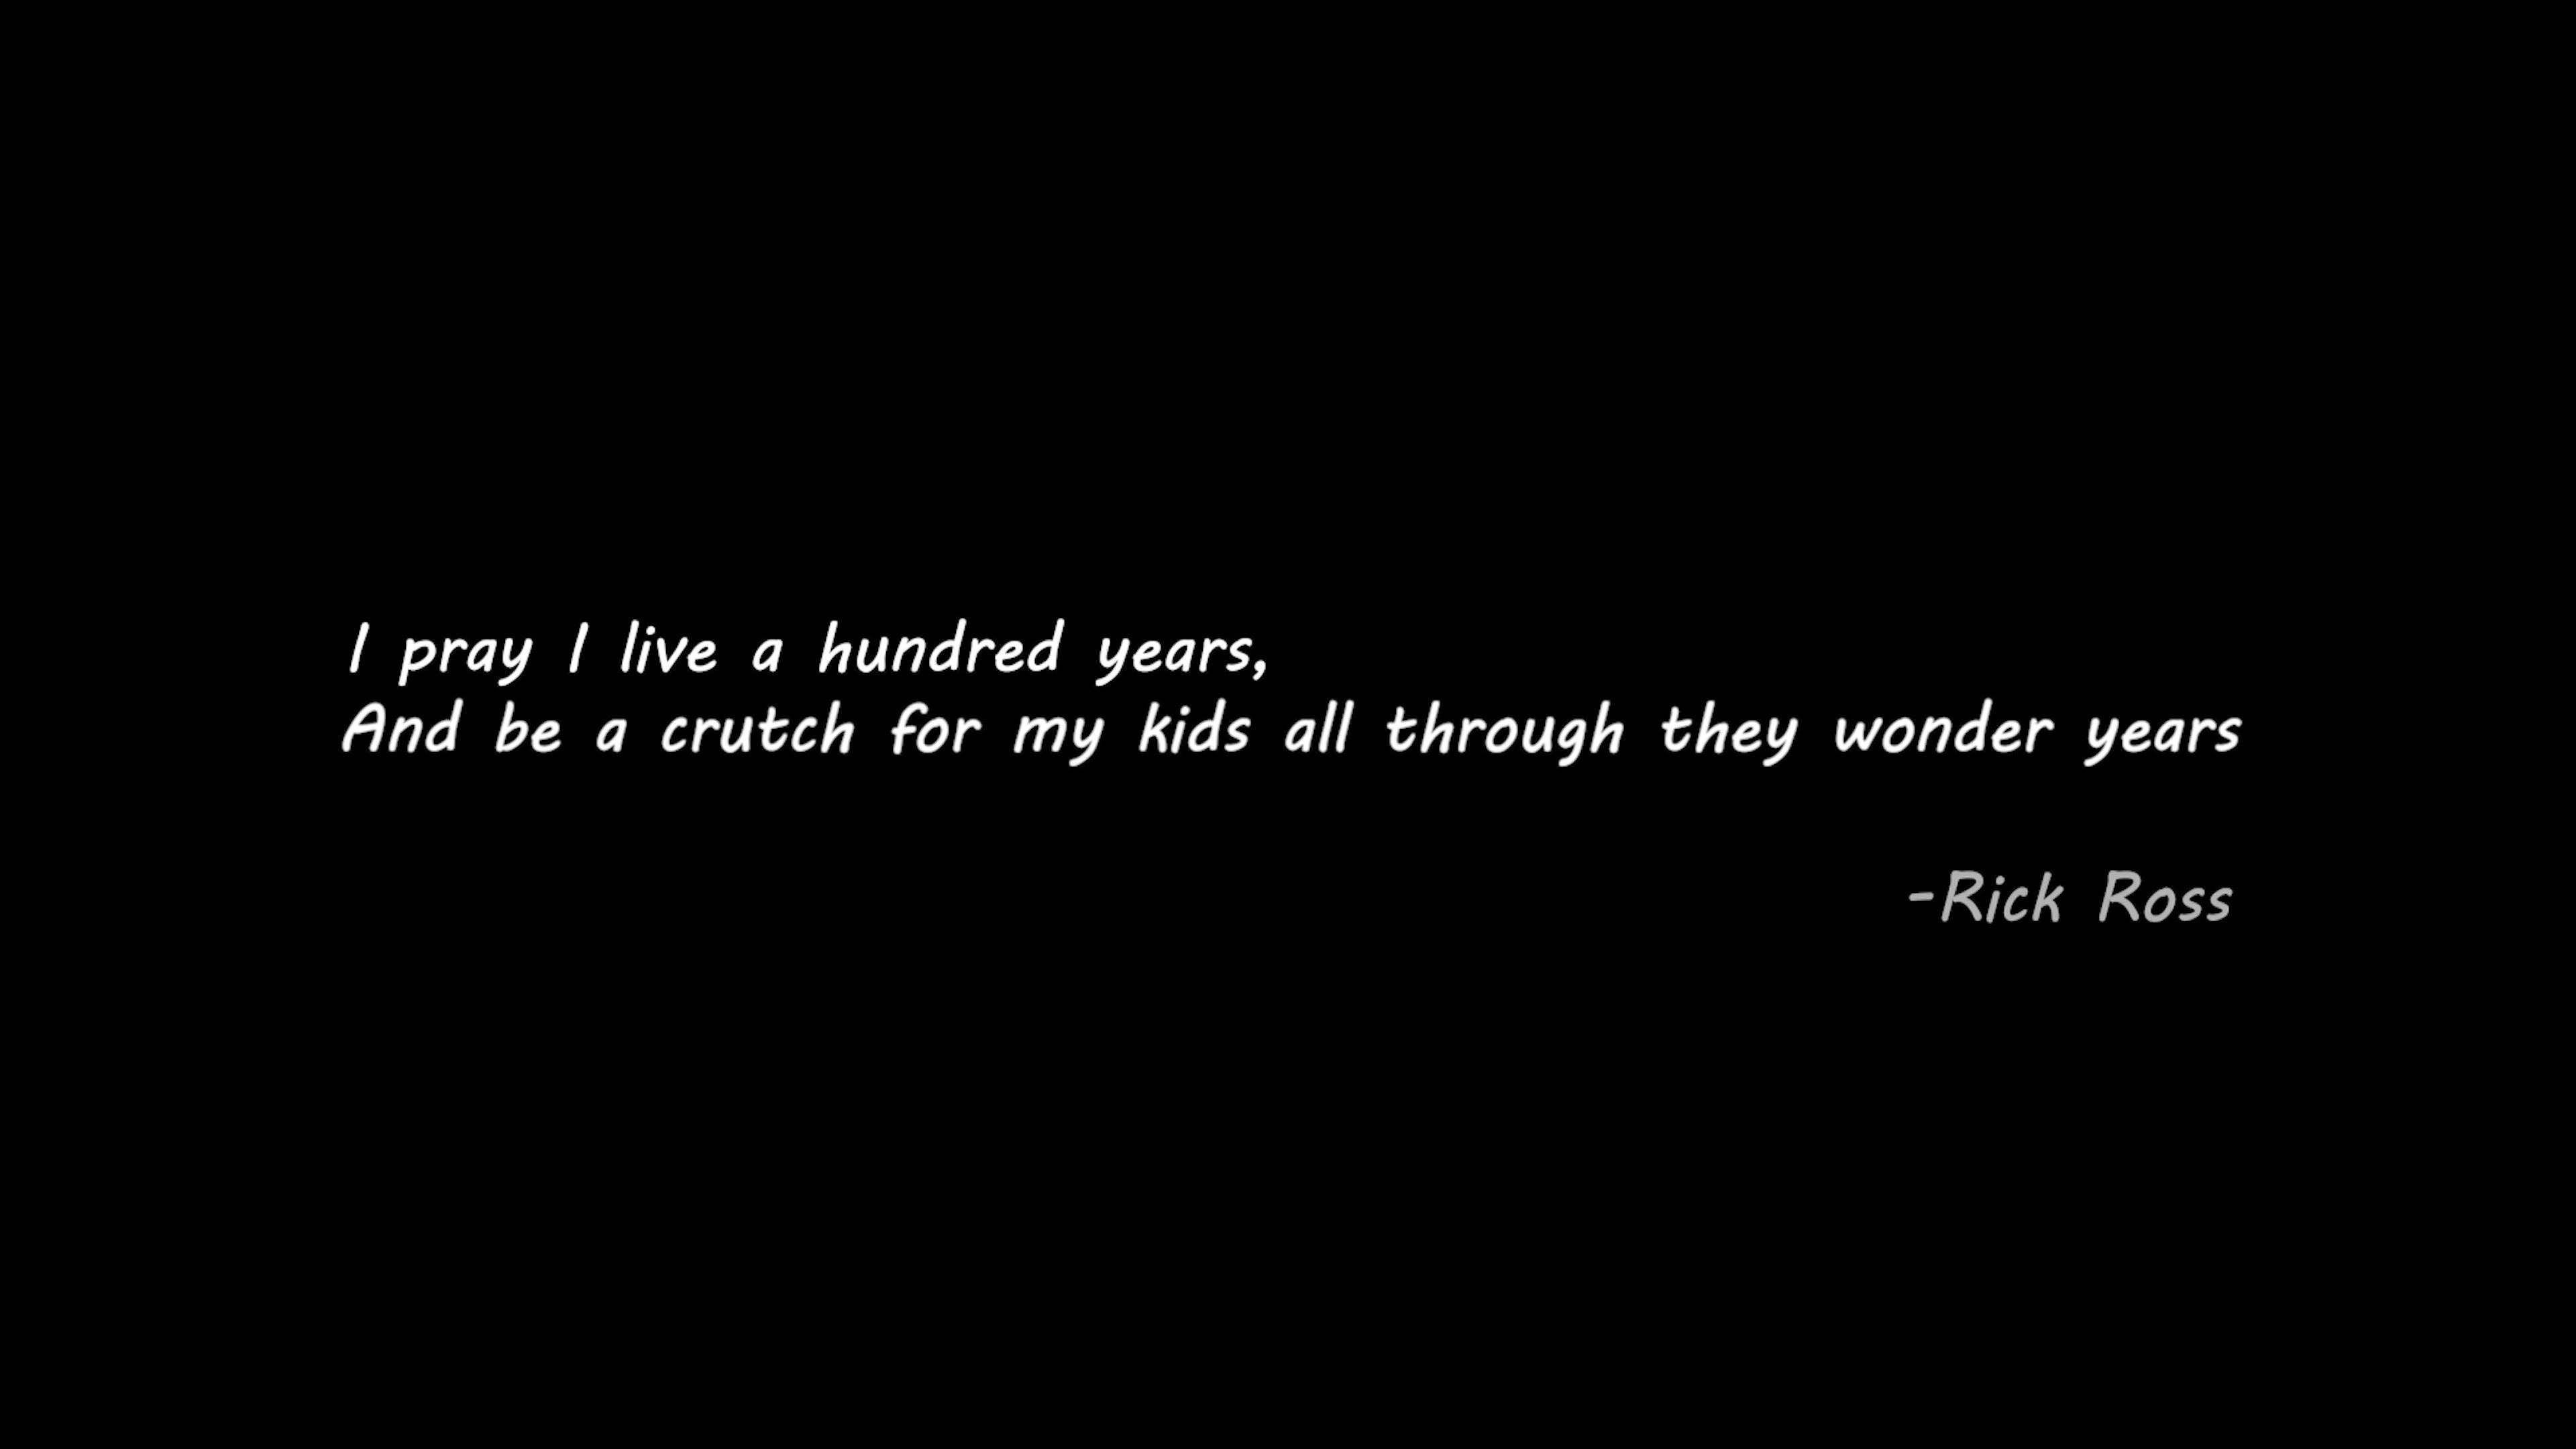 I pray I live a hundred years,
And be a crutch for my kids all through they wonder years
-Rick Ross